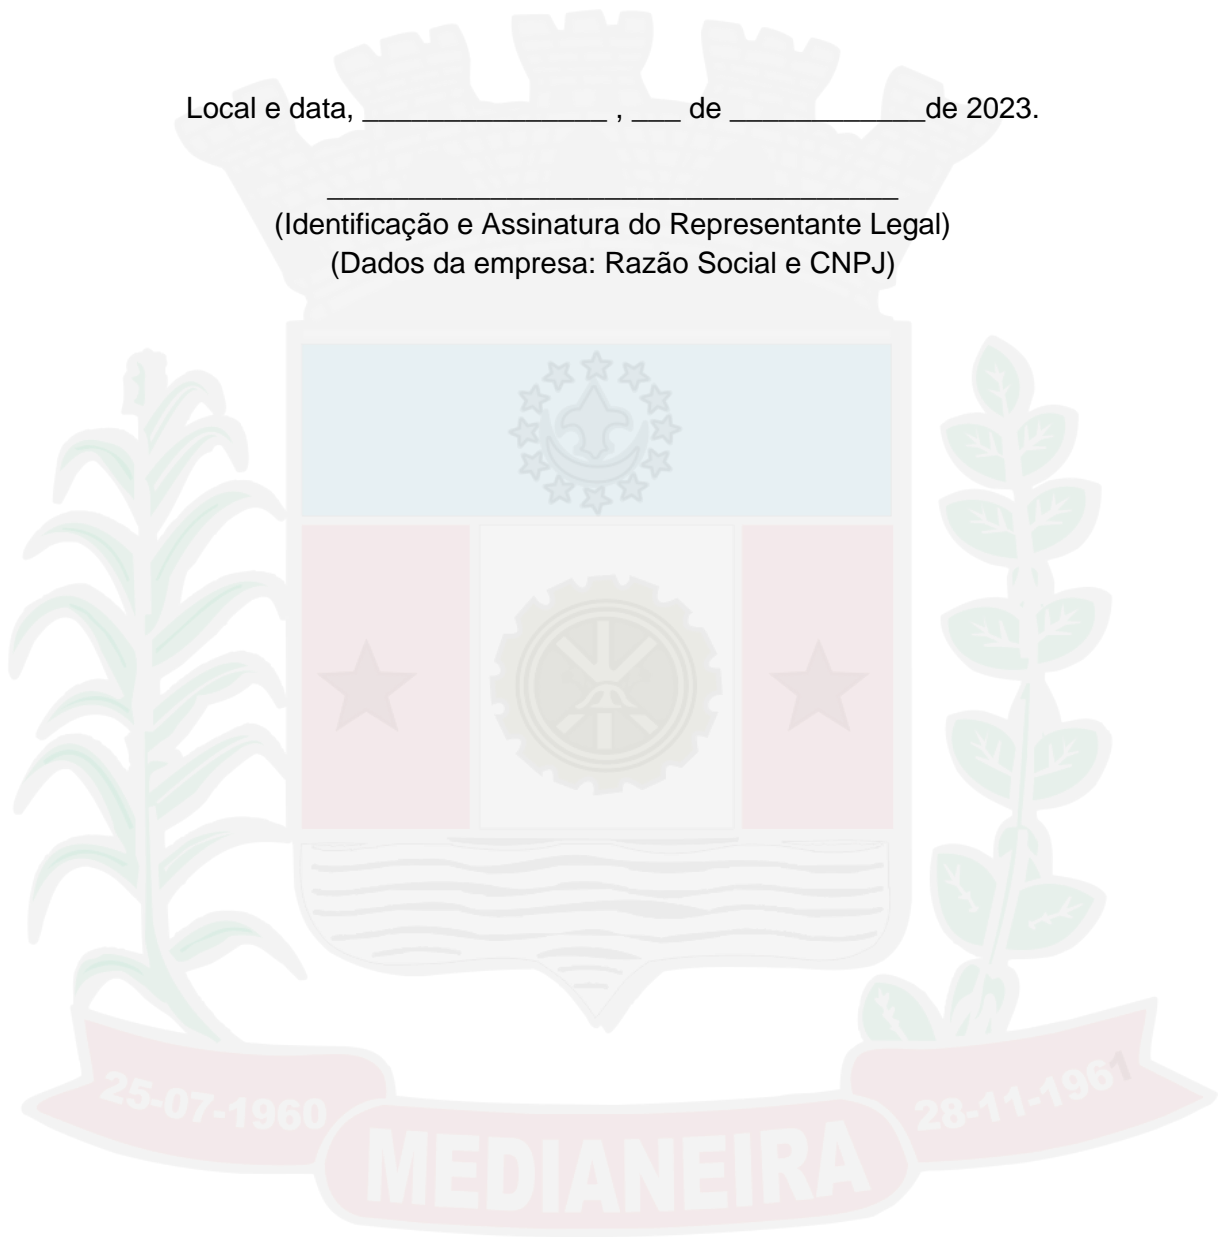 Local e data, _______________ , ___ de ____________de 2023.
___________________________________
(Identificação e Assinatura do Representante Legal)
(Dados da empresa: Razão Social e CNPJ)
25-07-1960
28-11-1961
MEDIANEIRA